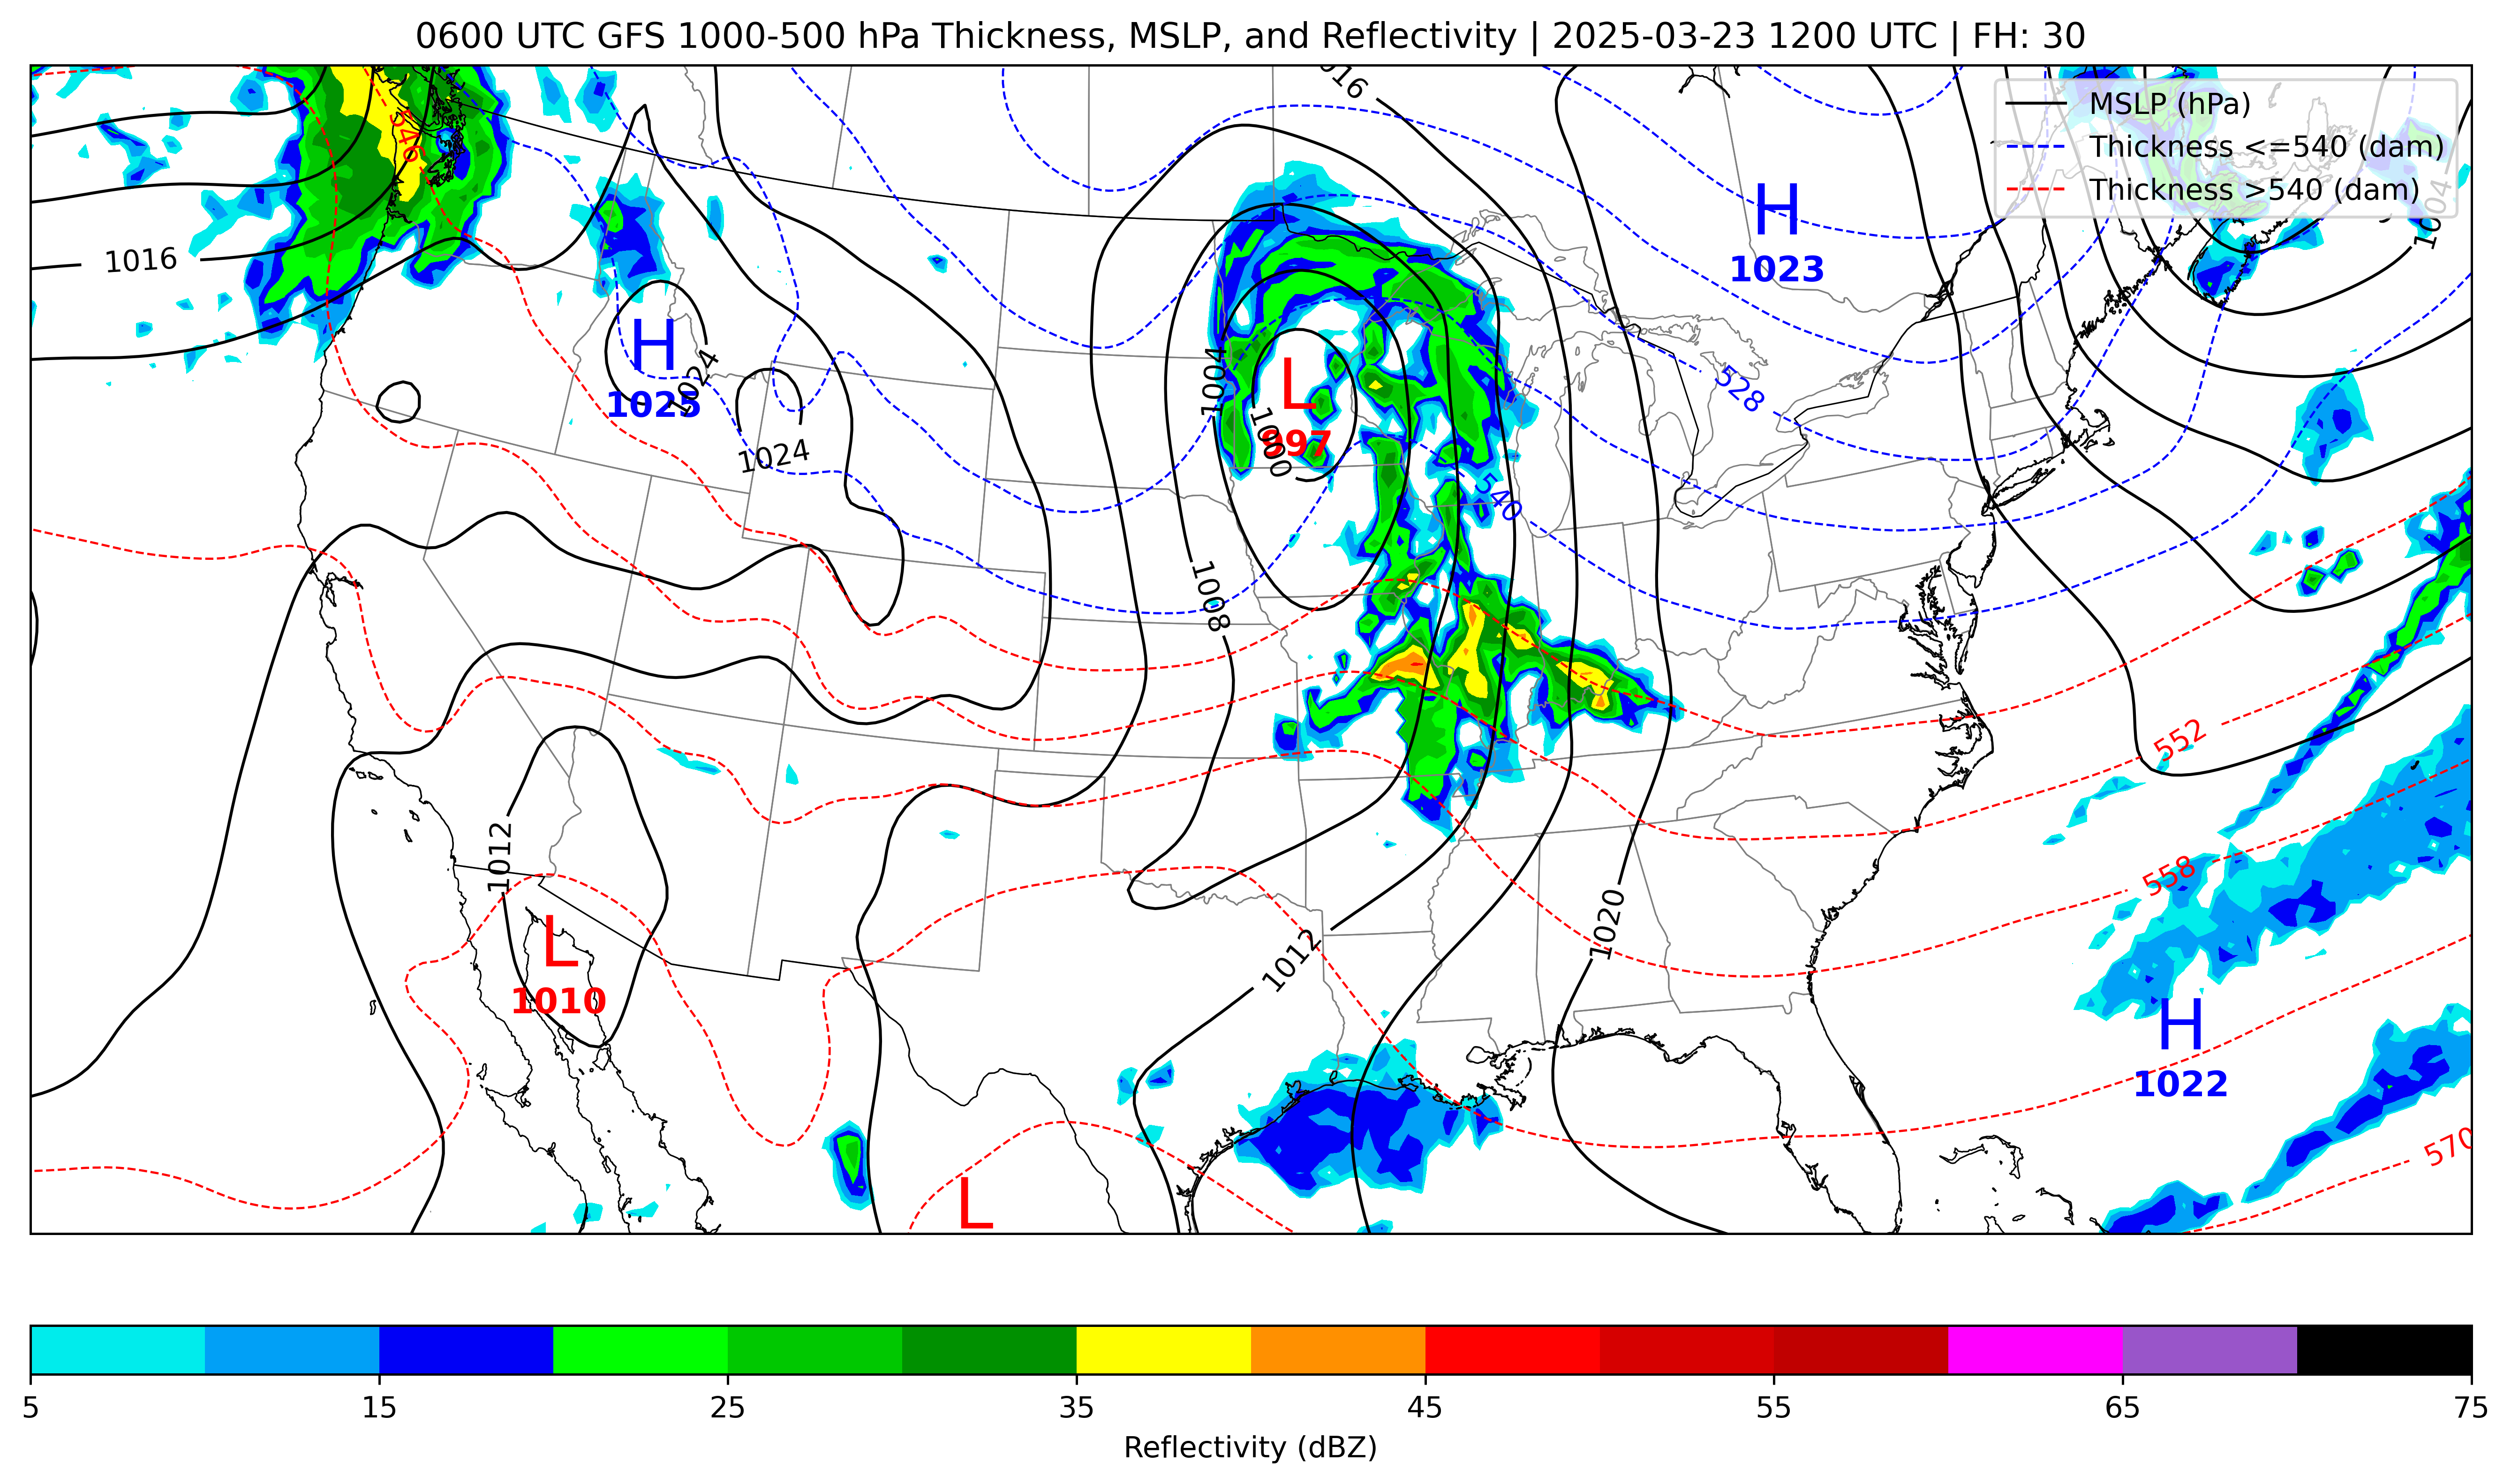 0600 UTC GFS 1000-500 hPa Thickness, MSLP, and Reflectivity | 2025-03-23 1200 UTC | FH: 30
MSLP (hPa)
Thickness <=540 (dam)
Thickness >540 (dam)
546
1016
1016
H
1023
1004
H
1025
1024
1024
1004
L
997
1000
528
540
1008
552
558
1012
L
1010
1020
1012
H
1022
570
L
5
15
25
35
45
55
65
75
Reflectivity (dBZ)